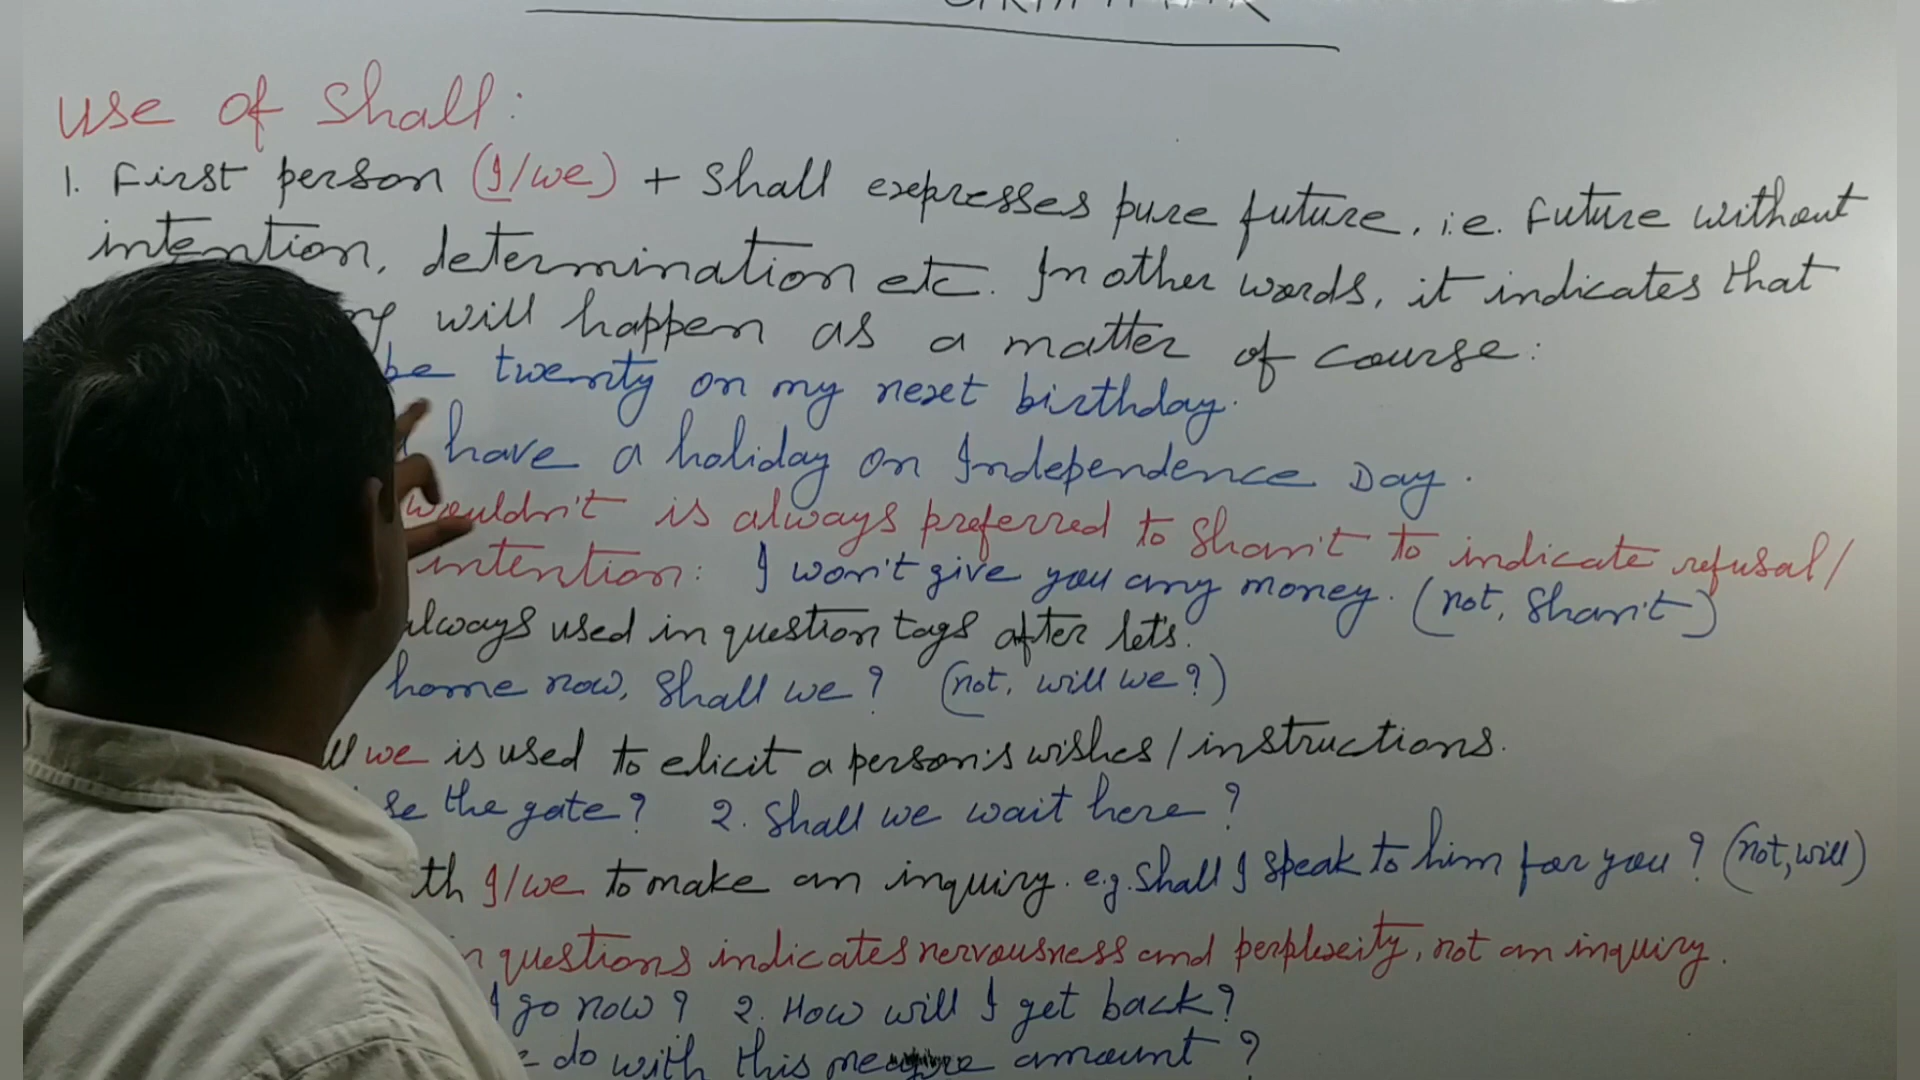 Use of Shall:
1. First person (I/we) + Shall expresses pure future, i.e. Future without
intention, determination etc. In other words, it indicates that
will happen as a matter of course:
be twenty on my next birthday.
have a holiday on Independence Day.
wouldn't is always preferred to Shan't to indicate refusal/
intention: I won't give you any money. (not, Shan't)
always used in question tags after let's.
home now, Shall we? (not, will we?)
we is used to elicit a person's wishes/instructions.
the gate? 2. Shall we wait here?
I/we to make an inquiry. e.g. Shall I speak to him for you? (not, will)
questions indicates nervousness and perplexity, not an inquiry.
I go now? 2. How will I get back?
do with this amount?